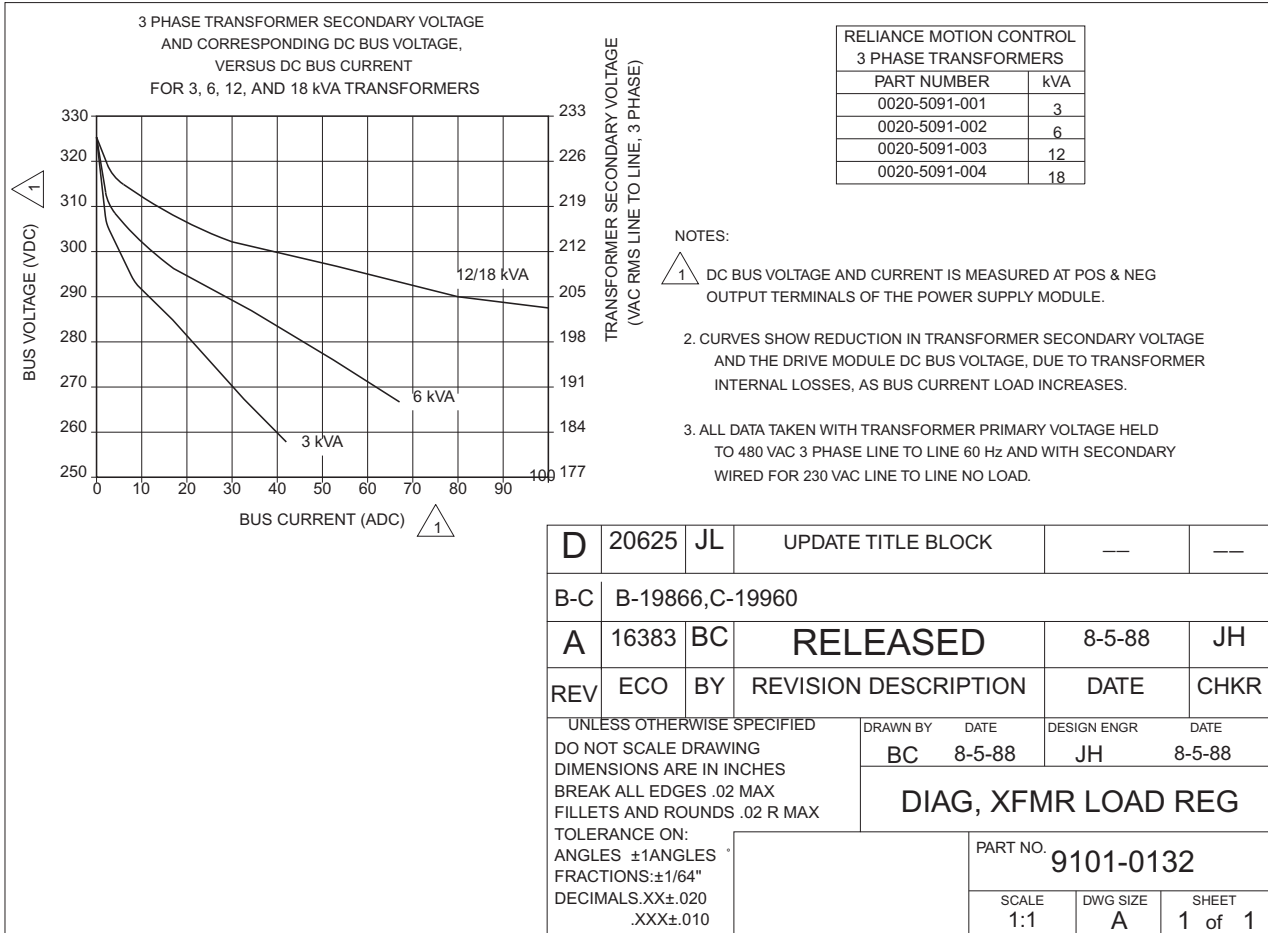 3 PHASE TRANSFORMER SECONDARY VOLTAGE
AND CORRESPONDING DC BUS VOLTAGE,
VERSUS DC BUS CURRENT
FOR 3, 6, 12, AND 18 kVA TRANSFORMERS
330
320
310
300
290
280
270
260
250
BUS VOLTAGE (VDC)
1
233
226
219
212
205
198
191
184
177
TRANSFORMER SECONDARY VOLTAGE
(VAC RMS LINE TO LINE, 3 PHASE)
12/18 kVA
6 kVA
3 kVA
0 10 20 30 40 50 60 70 80 90 100
BUS CURRENT (ADC)
1
RELIANCE MOTION CONTROL
3 PHASE TRANSFORMERS
PART NUMBER kVA
0020-5091-001 3
0020-5091-002 6
0020-5091-003 12
0020-5091-004 18
NOTES:
1 DC BUS VOLTAGE AND CURRENT IS MEASURED AT POS & NEG
OUTPUT TERMINALS OF THE POWER SUPPLY MODULE.
2. CURVES SHOW REDUCTION IN TRANSFORMER SECONDARY VOLTAGE
AND THE DRIVE MODULE DC BUS VOLTAGE, DUE TO TRANSFORMER
INTERNAL LOSSES, AS BUS CURRENT LOAD INCREASES.
3. ALL DATA TAKEN WITH TRANSFORMER PRIMARY VOLTAGE HELD
TO 480 VAC 3 PHASE LINE TO LINE 60 Hz AND WITH SECONDARY
WIRED FOR 230 VAC LINE TO LINE NO LOAD.
D 20625 JL UPDATE TITLE BLOCK __ __
B-C B-19866,C-19960
A 16383 BC RELEASED 8-5-88 JH
REV ECO BY REVISION DESCRIPTION DATE CHKR
UNLESS OTHERWISE SPECIFIED
DO NOT SCALE DRAWING
DIMENSIONS ARE IN INCHES
BREAK ALL EDGES .02 MAX
FILLETS AND ROUNDS .02 R MAX
TOLERANCE ON:
ANGLES ±1ANGLES °
FRACTIONS:±1/64"
DECIMALS.XX±.020
.XXX±.010
DRAWN BY DATE
BC 8-5-88
DESIGN ENGR DATE
JH 8-5-88
DIAG, XFMR LOAD REG
PART NO. 9101-0132
SCALE
1:1
DWG SIZE
A
SHEET
1 of 1